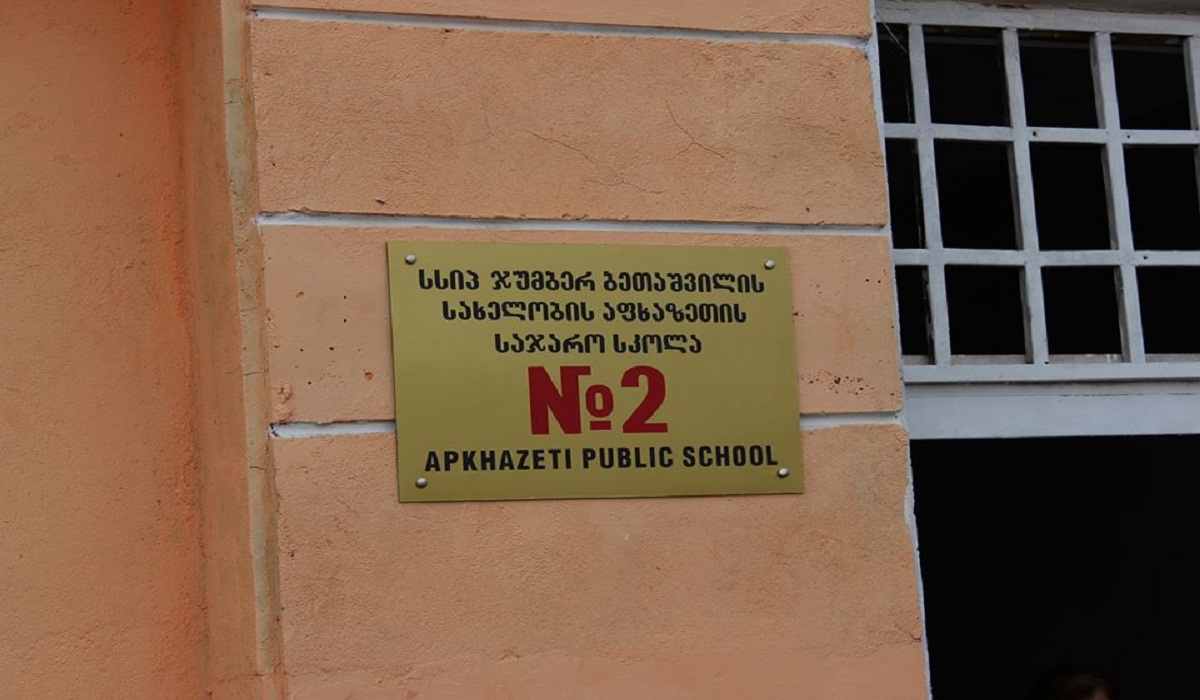 სსიპ ჯუმბერ ბეთაშვილის
სახელობის აფხაზეთის
საჯარო სკოლა
№2
APKHAZETI PUBLIC SCHOOL